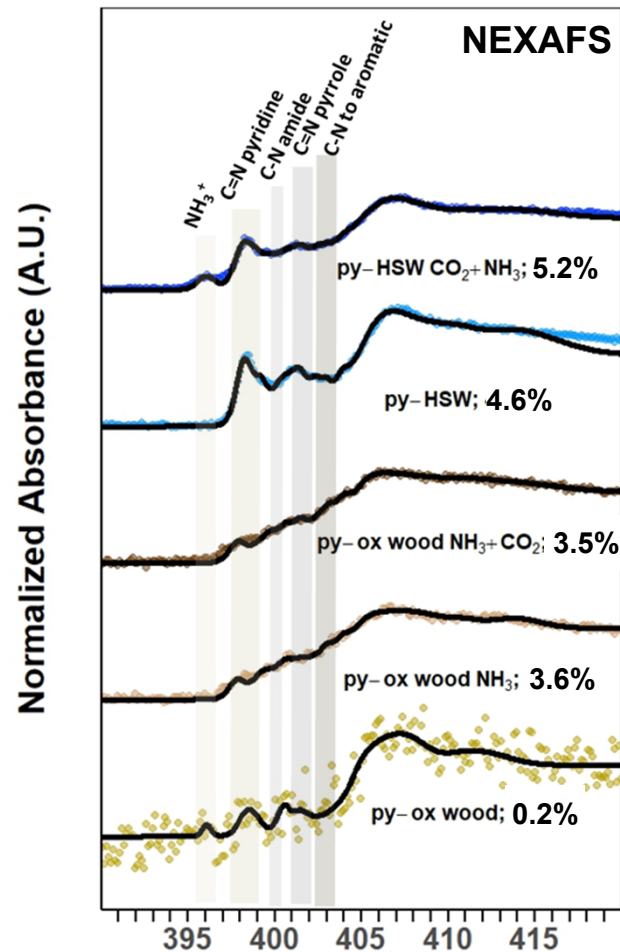 NEXAFS
NH₃⁺
C=N pyridine
C-N amide
C=N pyrrole
C-N to aromatic
Normalized Absorbance (A.U.)
py-HSW CO₂+NH₃; 5.2%
py-HSW; 4.6%
py-ox wood NH₃+CO₂; 3.5%
py-ox wood NH₃; 3.6%
py-ox wood; 0.2%
395 400 405 410 415